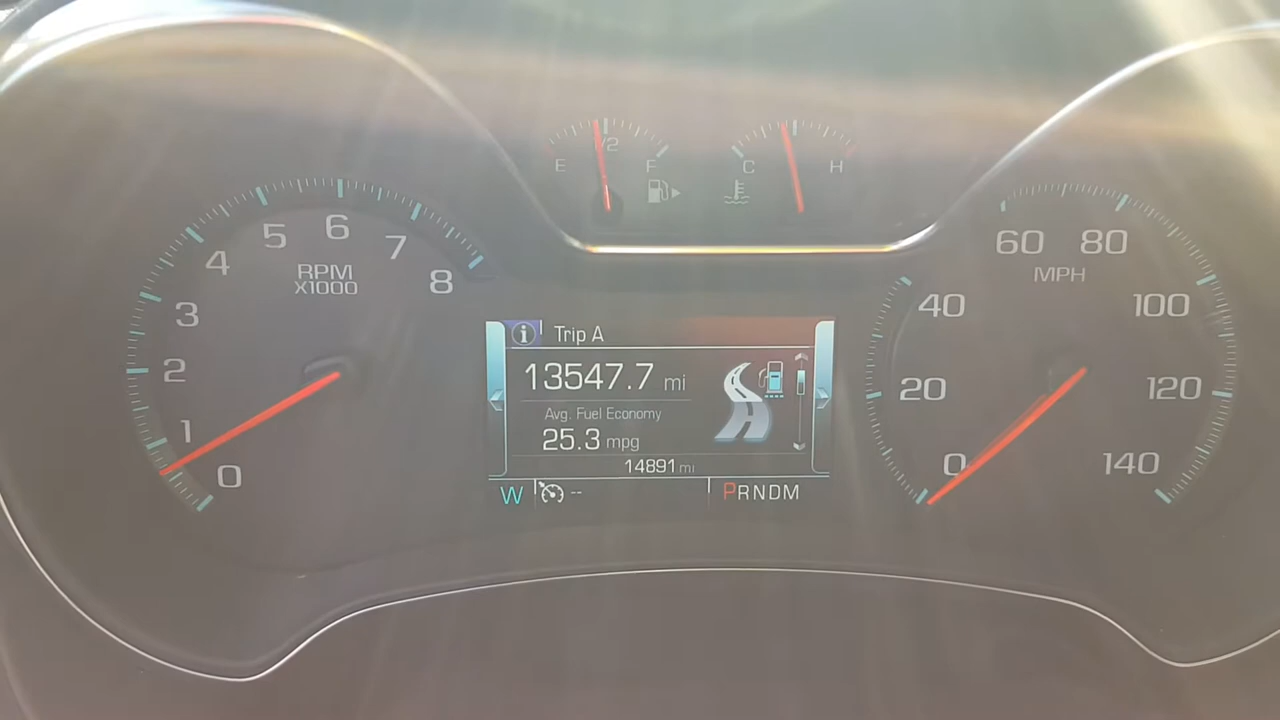 1/2
E F
C H
0 1 2 3 4 5 6 7 8
RPM
X1000
Trip A
13547.7 mi
Avg. Fuel Economy
25.3 mpg
14891 mi
W --
PRNDM
0 20 40 60 80 100 120 140
MPH